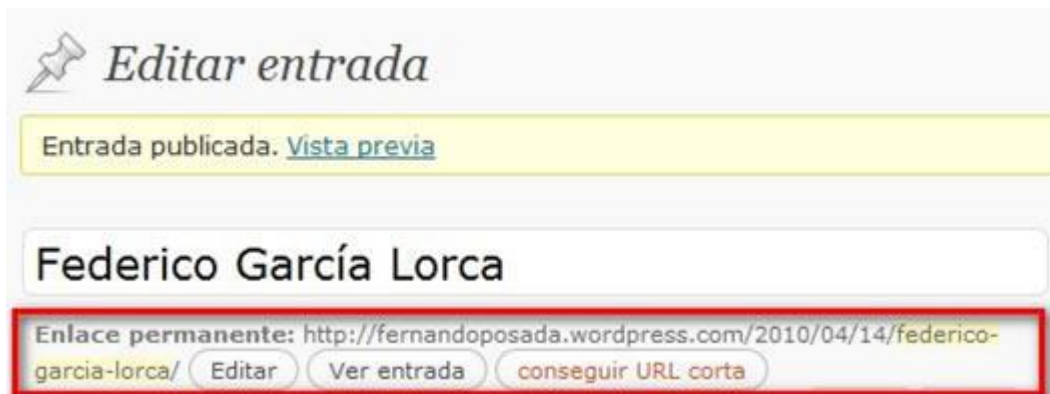 Editar entrada
Entrada publicada. Vista previa
Federico García Lorca
Enlace permanente: http://fernandoposada.wordpress.com/2010/04/14/federico-
garcia-lorca/ Editar Ver entrada conseguir URL corta